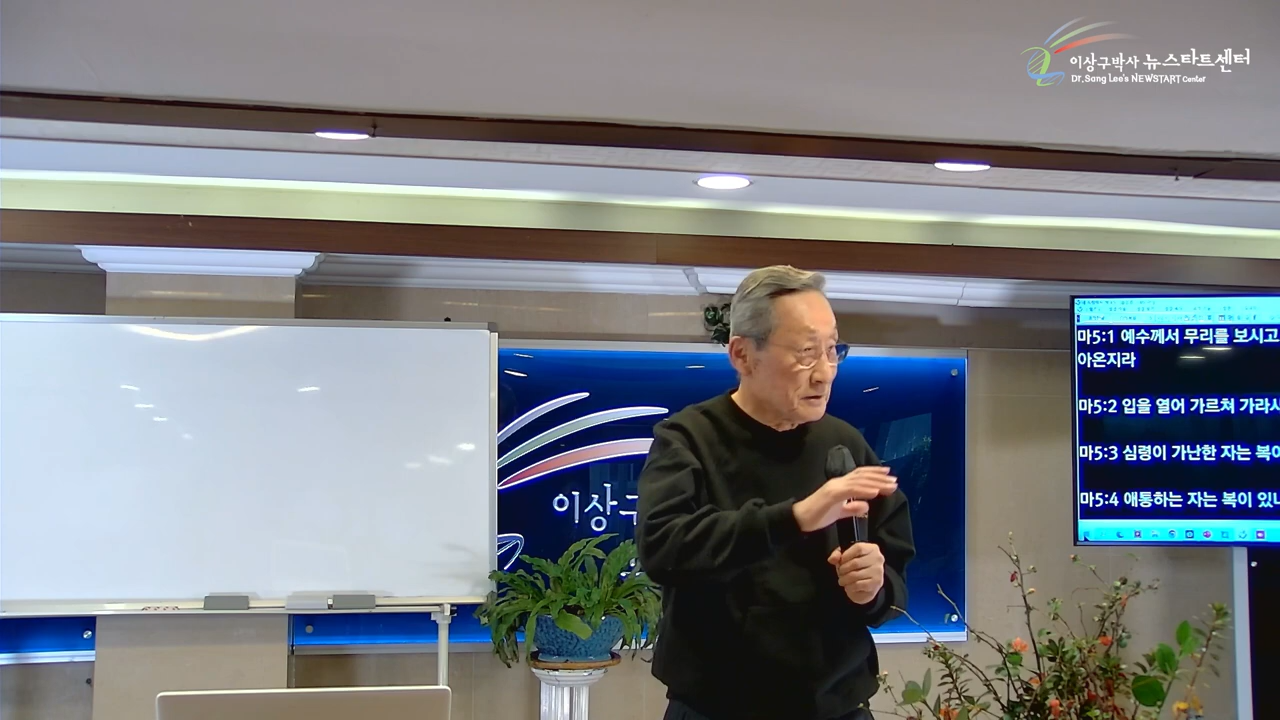 이상구박사 뉴스타트센터
Dr. Sang Lee's NEWSTART Center
마5:1 예수께서 무리를 보시고
아온지라
마5:2 입을 열어 가르쳐 가라사
마5:3 심령이 가난한 자는 복이
마5:4 애통하는 자는 복이 있나
이상구